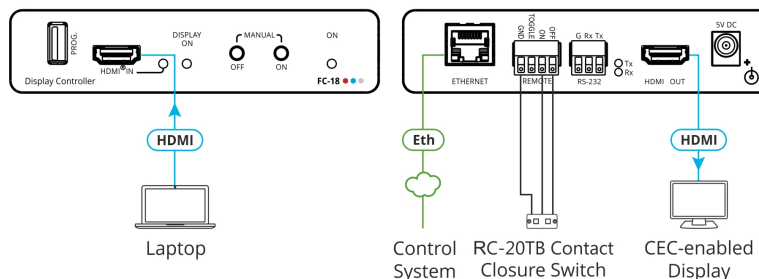 PROG.
HDMI® IN
DISPLAY
ON
MANUAL
OFF
ON
ON
Display Controller
FC-18
HDMI
Laptop
ETHERNET
GND
TOGGLE
ON
OFF
REMOTE
G Rx Tx
RS-232
Tx
Rx
HDMI OUT
5V DC
+
Eth
HDMI
Control
System
RC-20TB Contact
Closure Switch
CEC-enabled
Display